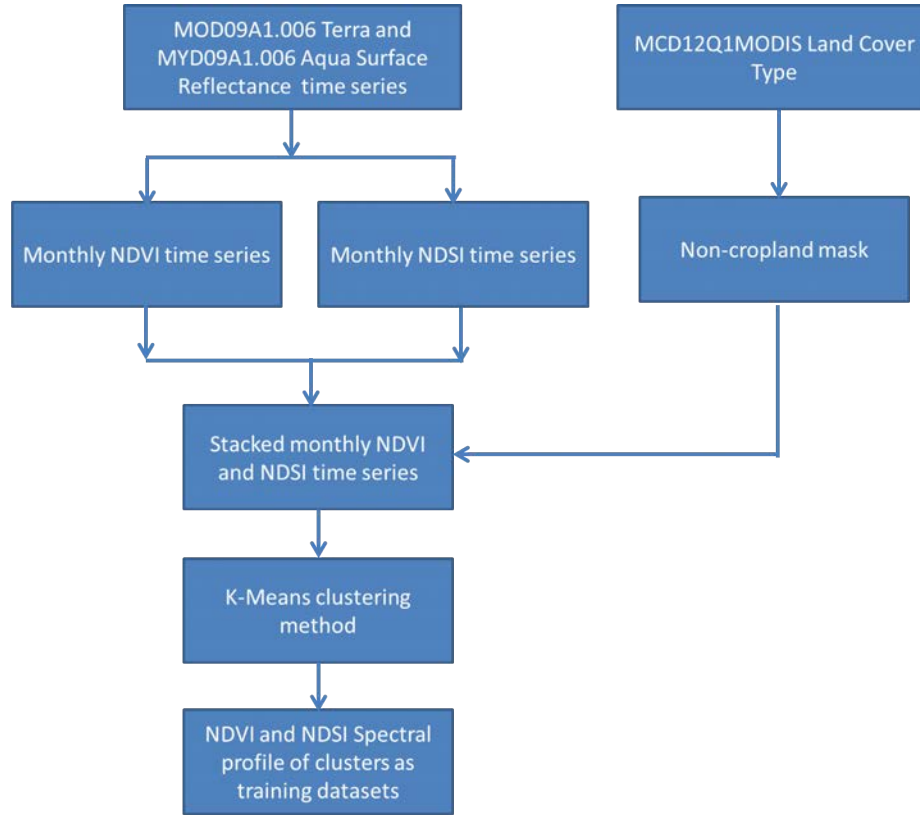 MOD09A1.006 Terra and
MYD09A1.006 Aqua Surface
Reflectance time series
MCD12Q1MODIS Land Cover
Type
Monthly NDVI time series
Monthly NDSI time series
Non-cropland mask
Stacked monthly NDVI
and NDSI time series
K-Means clustering
method
NDVI and NDSI Spectral
profile of clusters as
training datasets